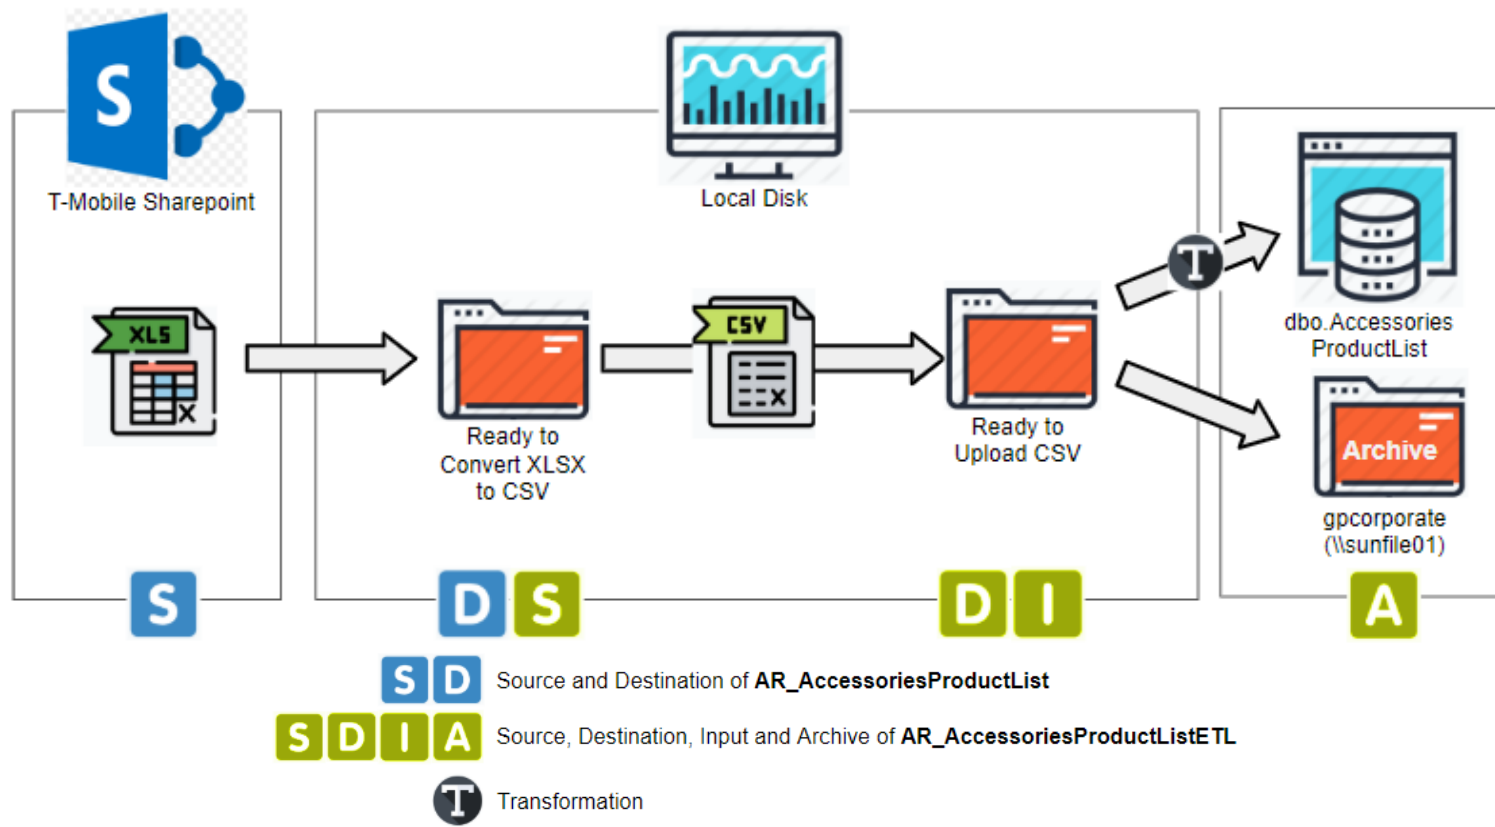 S
T-Mobile Sharepoint
Local Disk
XLS
X
Ready to
Convert XLSX
to CSV
CSV
X
Ready to
Upload CSV
T
dbo.Accessories
ProductList
Archive
gpcorporate
(\\sunfile01)
S
D S
D I
A
S D Source and Destination of AR_AccessoriesProductList
S D I A Source, Destination, Input and Archive of AR_AccessoriesProductListETL
T Transformation